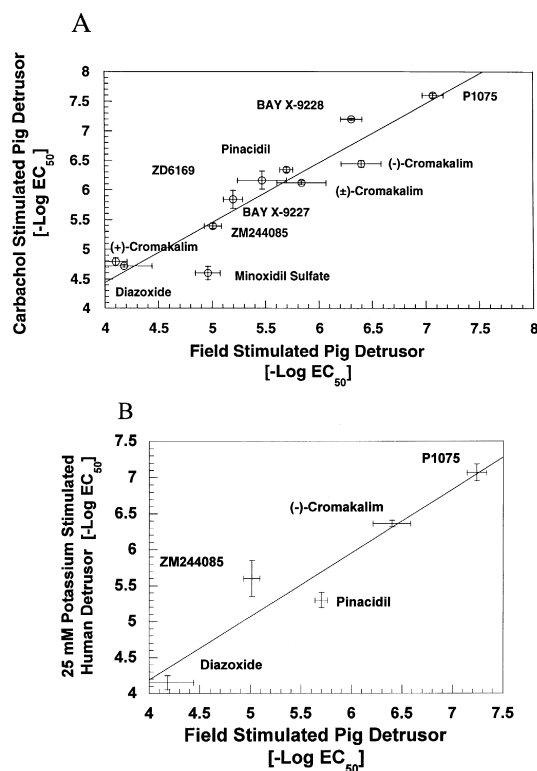 A
Carbachol Stimulated Pig Detrusor
[-Log EC50]
8
7.5
7
6.5
6
5.5
5
4.5
4
P1075
BAY X-9228
Pinacidil
(-)-Cromakalim
ZD6169
(±)-Cromakalim
BAY X-9227
ZM244085
(+)-Cromakalim
Minoxidil Sulfate
Diazoxide
4 4.5 5 5.5 6 6.5 7 7.5 8
Field Stimulated Pig Detrusor
[-Log EC50]
B
25 mM Potassium Stimulated
Human Detrusor [-Log EC50]
7.5
7
6.5
6
5.5
5
4.5
4
P1075
(-)-Cromakalim
ZM244085
Pinacidil
Diazoxide
4 4.5 5 5.5 6 6.5 7 7.5
Field Stimulated Pig Detrusor
[-Log EC50]